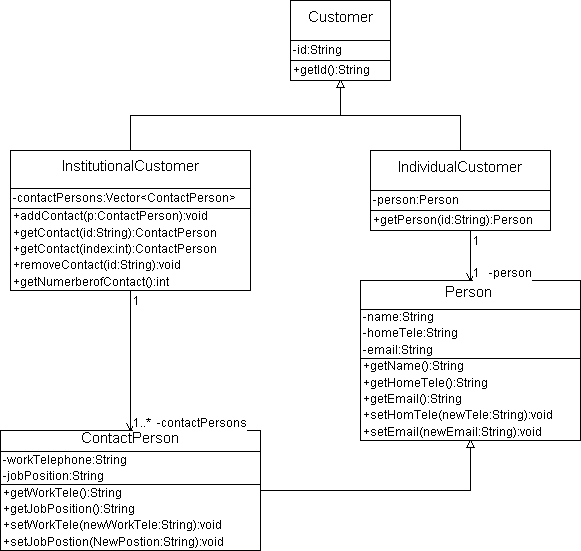 Customer
-id:String
+getId():String
InstitutionalCustomer
-contactPersons:Vector<ContactPerson>
+addContact(p:ContactPerson):void
+getContact(id:String):ContactPerson
+getContact(index:int):ContactPerson
+removeContact(id:String):void
+getNumerberofContact():int
IndividualCustomer
-person:Person
+getPerson(id:String):Person
1
1 -person
Person
-name:String
-homeTele:String
-email:String
+getName():String
+getHomeTele():String
+getEmail():String
+setHomTele(newTele:String):void
+setEmail(newEmail:String):void
1
1..* -contactPersons
ContactPerson
-workTelephone:String
-jobPosition:String
+getWorkTele():String
+getJobPosition():String
+setWorkTele(newWorkTele:String):void
+setJobPostion(NewPostion:String):void